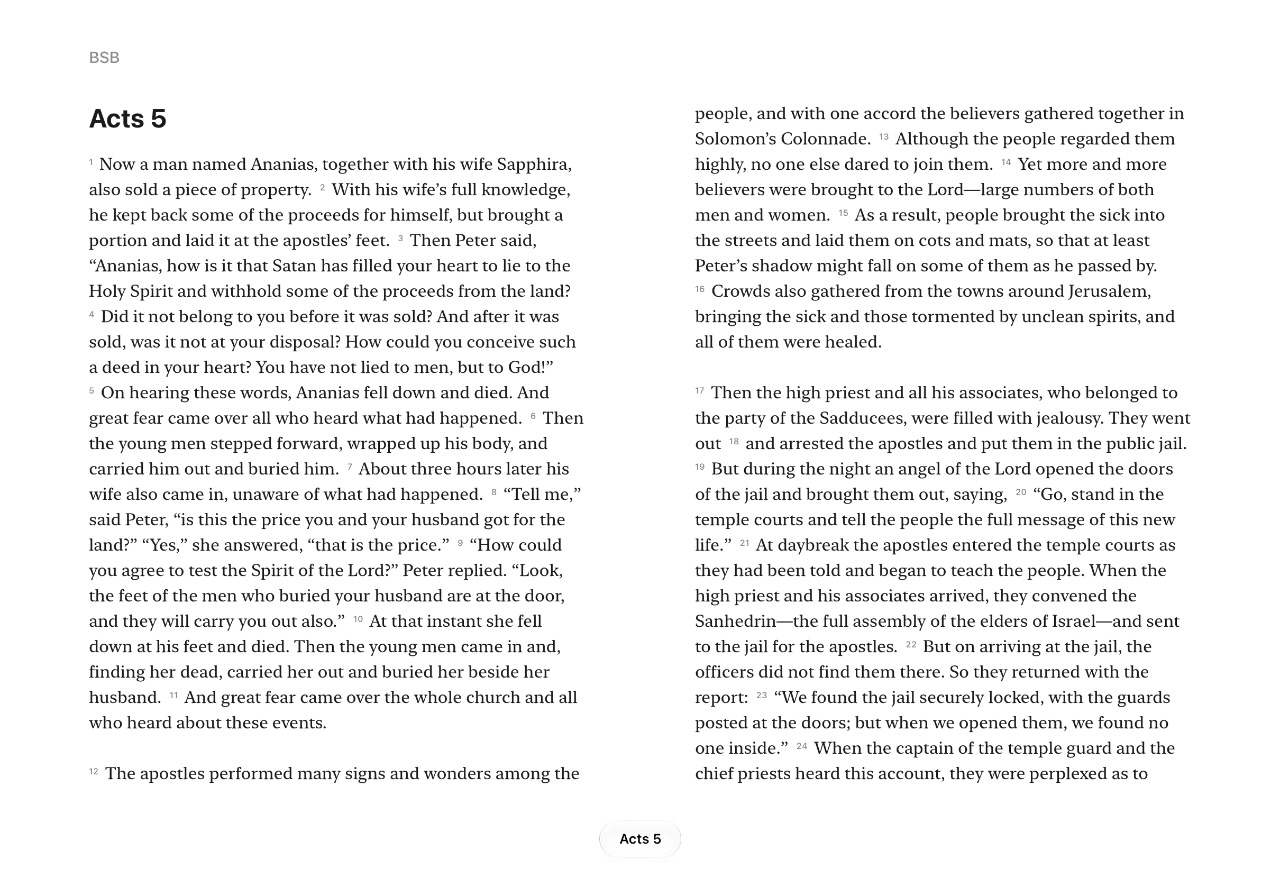 BSB
Acts 5
1 Now a man named Ananias, together with his wife Sapphira,
also sold a piece of property. 2 With his wife’s full knowledge,
he kept back some of the proceeds for himself, but brought a
portion and laid it at the apostles’ feet. 3 Then Peter said,
“Ananias, how is it that Satan has filled your heart to lie to the
Holy Spirit and withhold some of the proceeds from the land?
4 Did it not belong to you before it was sold? And after it was
sold, was it not at your disposal? How could you conceive such
a deed in your heart? You have not lied to men, but to God!”
5 On hearing these words, Ananias fell down and died. And
great fear came over all who heard what had happened. 6 Then
the young men stepped forward, wrapped up his body, and
carried him out and buried him. 7 About three hours later his
wife also came in, unaware of what had happened. 8 “Tell me,”
said Peter, “is this the price you and your husband got for the
land?” “Yes,” she answered, “that is the price.” 9 “How could
you agree to test the Spirit of the Lord?” Peter replied. “Look,
the feet of the men who buried your husband are at the door,
and they will carry you out also.” 10 At that instant she fell
down at his feet and died. Then the young men came in and,
finding her dead, carried her out and buried her beside her
husband. 11 And great fear came over the whole church and all
who heard about these events.
12 The apostles performed many signs and wonders among the
people, and with one accord the believers gathered together in
Solomon’s Colonnade. 13 Although the people regarded them
highly, no one else dared to join them. 14 Yet more and more
believers were brought to the Lord—large numbers of both
men and women. 15 As a result, people brought the sick into
the streets and laid them on cots and mats, so that at least
Peter’s shadow might fall on some of them as he passed by.
16 Crowds also gathered from the towns around Jerusalem,
bringing the sick and those tormented by unclean spirits, and
all of them were healed.
17 Then the high priest and all his associates, who belonged to
the party of the Sadducees, were filled with jealousy. They went
out 18 and arrested the apostles and put them in the public jail.
19 But during the night an angel of the Lord opened the doors
of the jail and brought them out, saying, 20 “Go, stand in the
temple courts and tell the people the full message of this new
life.” 21 At daybreak the apostles entered the temple courts as
they had been told and began to teach the people. When the
high priest and his associates arrived, they convened the
Sanhedrin—the full assembly of the elders of Israel—and sent
to the jail for the apostles. 22 But on arriving at the jail, the
officers did not find them there. So they returned with the
report: 23 “We found the jail securely locked, with the guards
posted at the doors; but when we opened them, we found no
one inside.” 24 When the captain of the temple guard and the
chief priests heard this account, they were perplexed as to
Acts 5